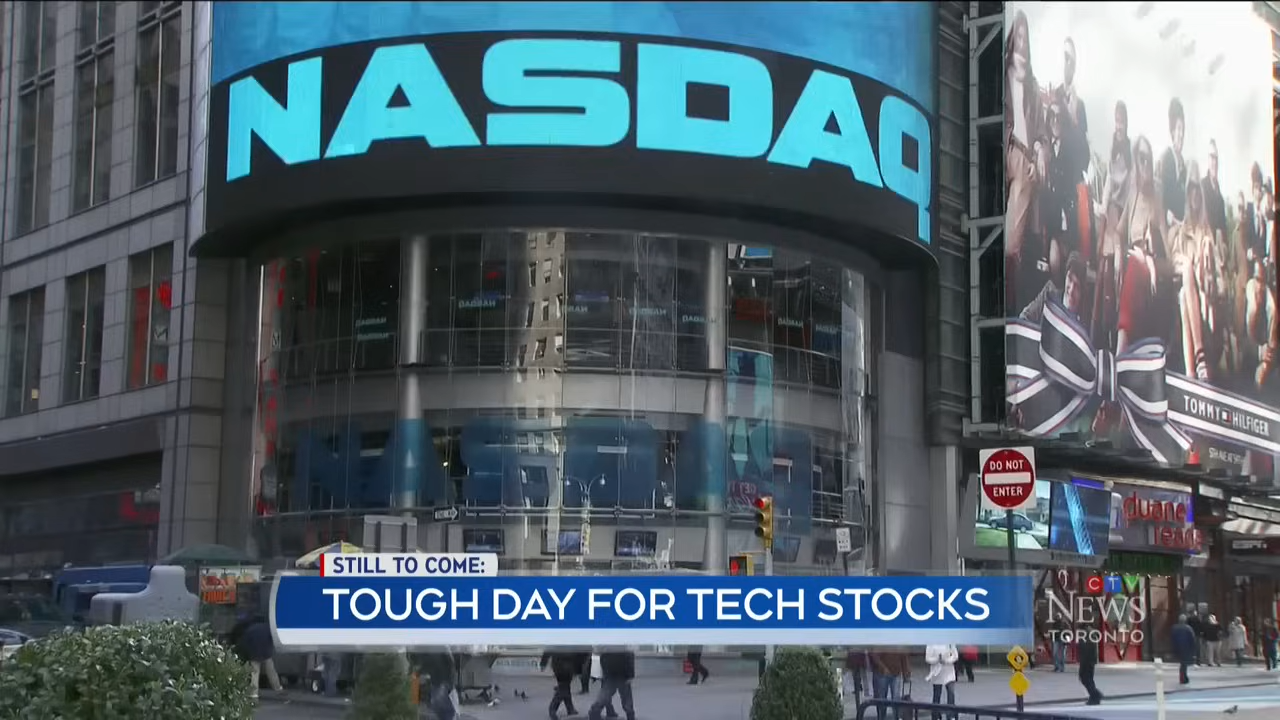 NASDAQ
TOMMY HILFIGER
DO NOT
ENTER
duane
reade
STILL TO COME:
TOUGH DAY FOR TECH STOCKS
CTV
NEWS
TORONTO